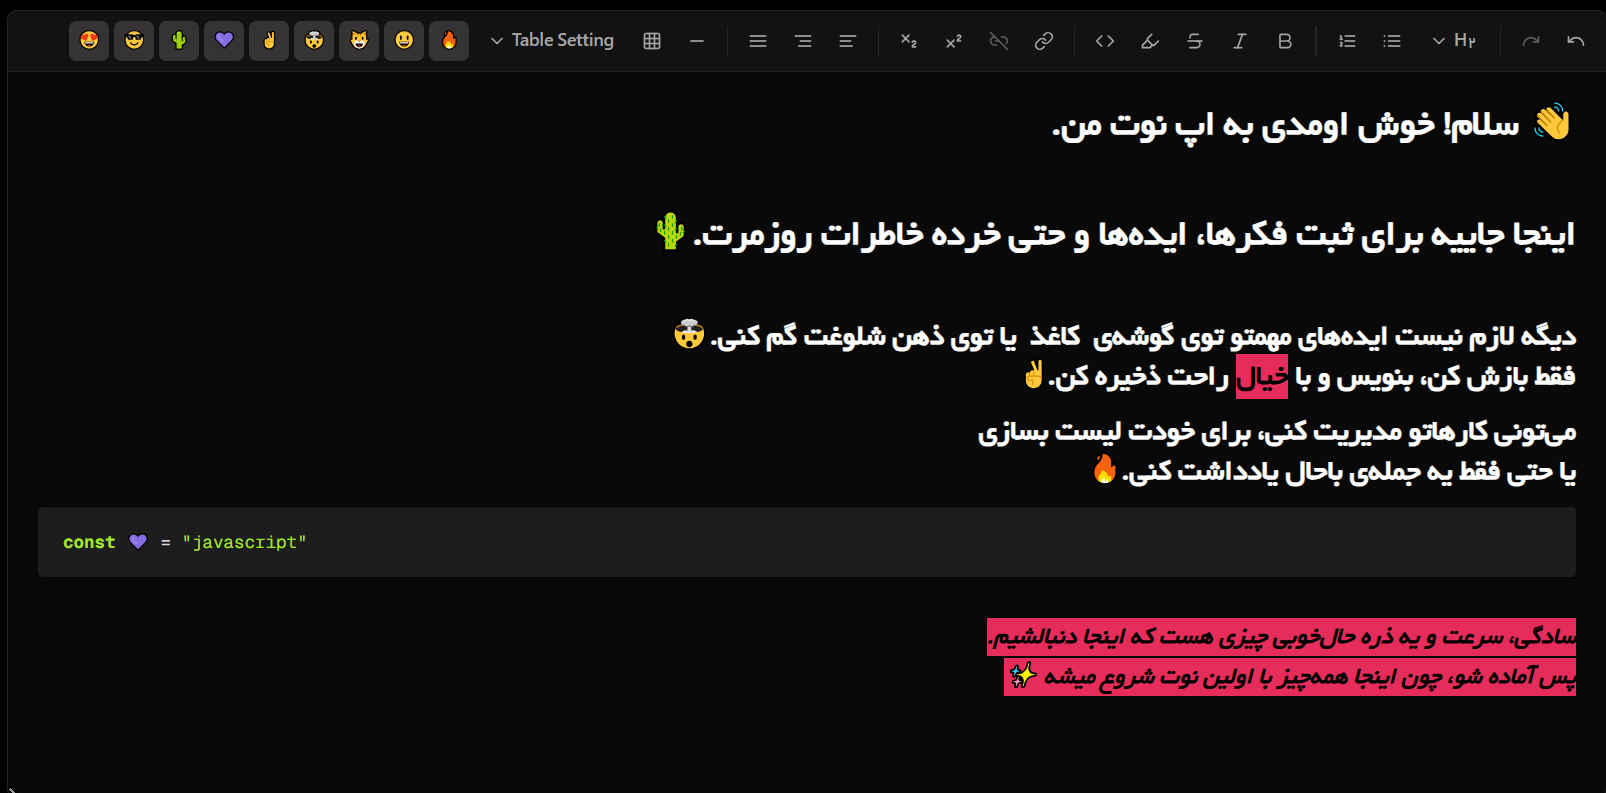 😍 😎 🌵 💜 ✌️ 🤯 😺 😃 🔥 Table Setting x₂ x² S I B H۲
👋 سلام! خوش اومدی به اپ نوت من.
اینجا جاییه برای ثبت فکرها، ایده‌ها و حتی خرده خاطرات روزمرت.🌵
دیگه لازم نیست ایده‌های مهمتو توی گوشه‌ی کاغذ یا توی ذهن شلوغت گم کنی.🤯
فقط بازش کن، بنویس و با خیال راحت ذخیره کن.✌️
می‌تونی کارهاتو مدیریت کنی، برای خودت لیست بسازی
یا حتی فقط یه جمله‌ی باحال یادداشت کنی.🔥
const 💜 = "javascript"
سادگی، سرعت و یه ذره حال‌خوبی چیزی هست که اینجا دنبالشیم.
پس آماده شو، چون اینجا همه‌چیز با اولین نوت شروع میشه ✨